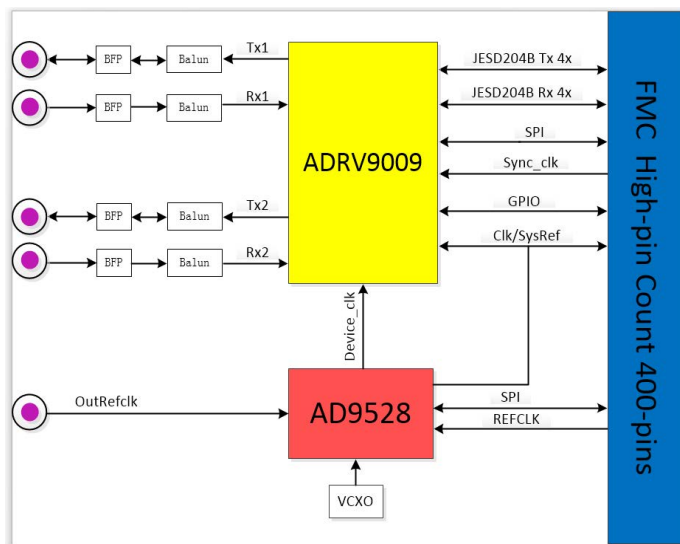 BFP Balun Tx1
JESD204B Tx 4x
BFP Balun Rx1
JESD204B Rx 4x
SPI
ADRV9009
Sync_clk
BFP Balun Tx2
GPIO
BFP Balun Rx2
Clk/SysRef
Device_clk
OutRefclk
AD9528
SPI
REFCLK
VCXO
FMC High-pin Count 400-pins